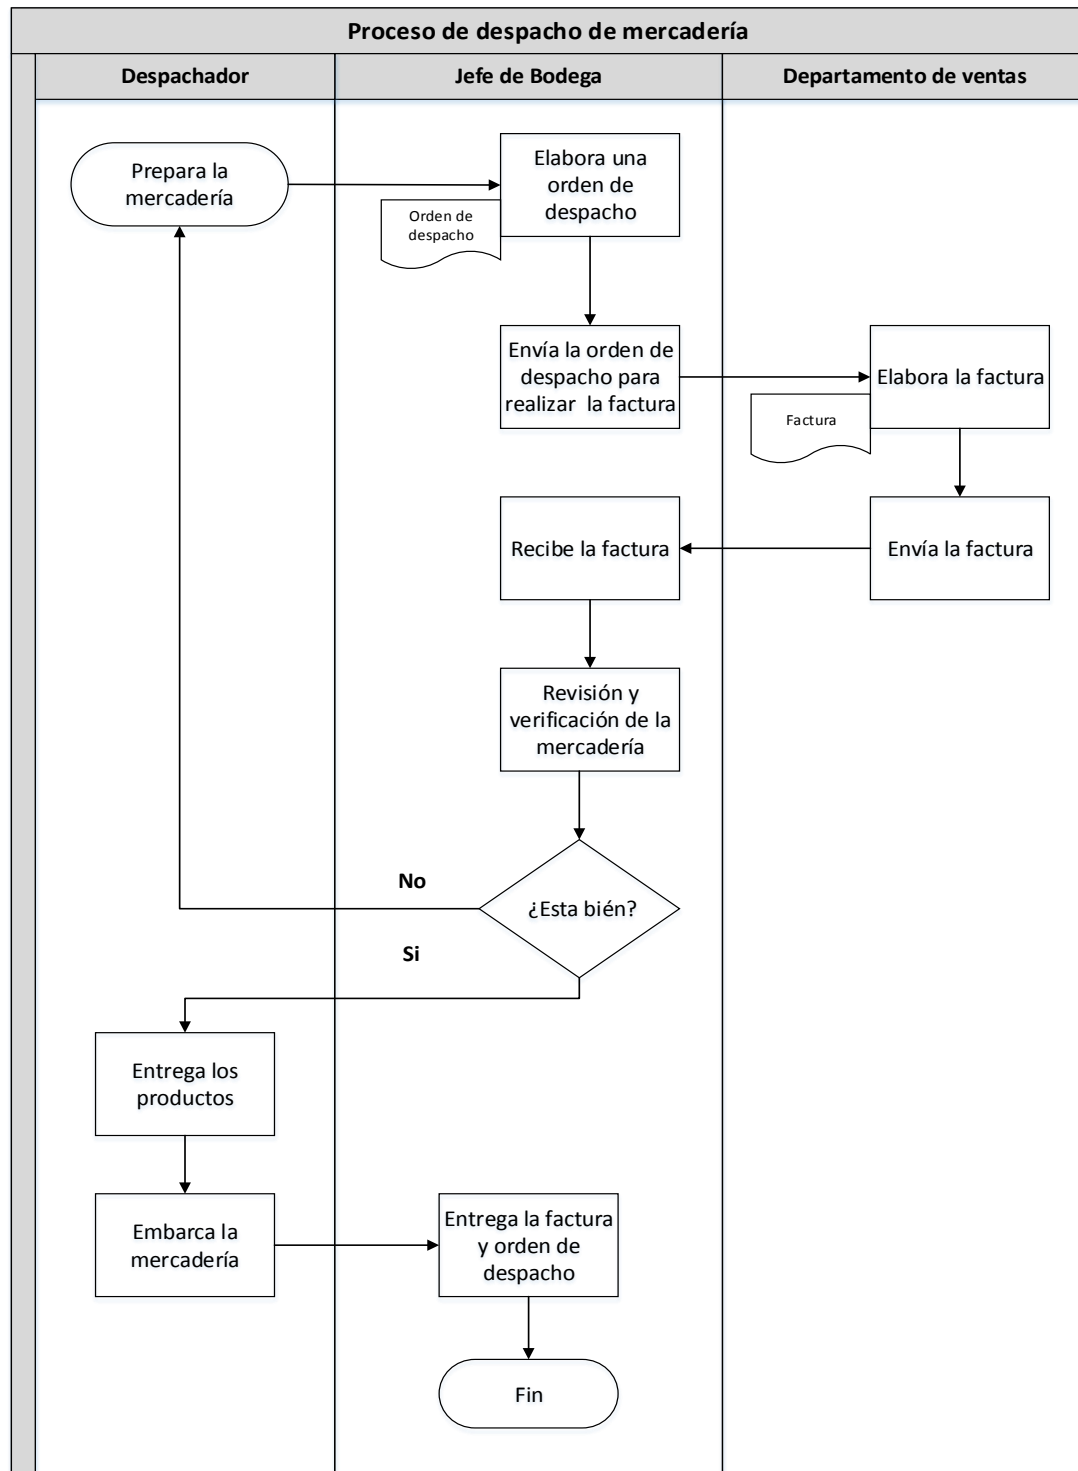 Proceso de despacho de mercadería
Despachador
Jefe de Bodega
Departamento de ventas
Prepara la
mercadería
Elabora una
orden de
despacho
Orden de
despacho
Envía la orden de
despacho para
realizar la factura
Elabora la factura
Factura
Recibe la factura
Envía la factura
Revisión y
verificación de la
mercadería
No
¿Esta bién?
Si
Entrega los
productos
Embarca la
mercadería
Entrega la factura
y orden de
despacho
Fin